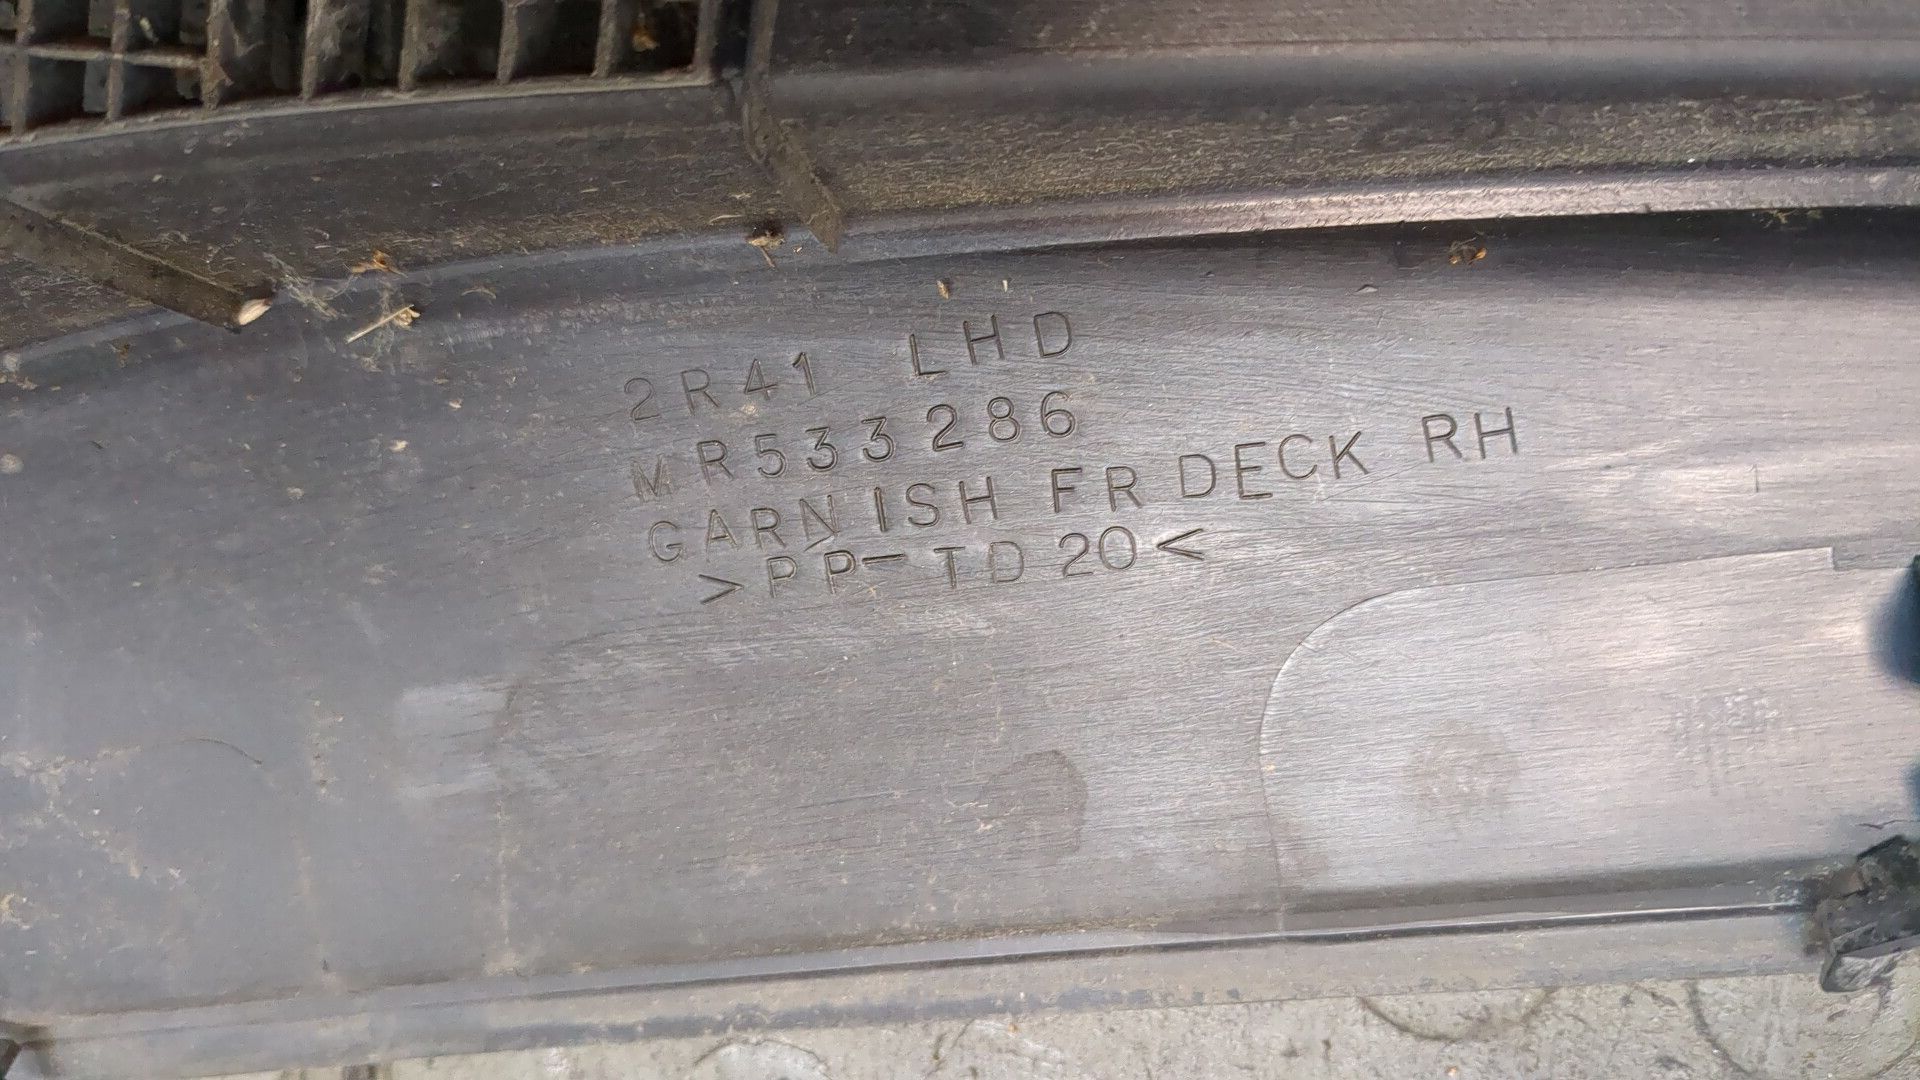 2R41 LHD
MR533286
GARNISH FR DECK RH
>PP-TD20<